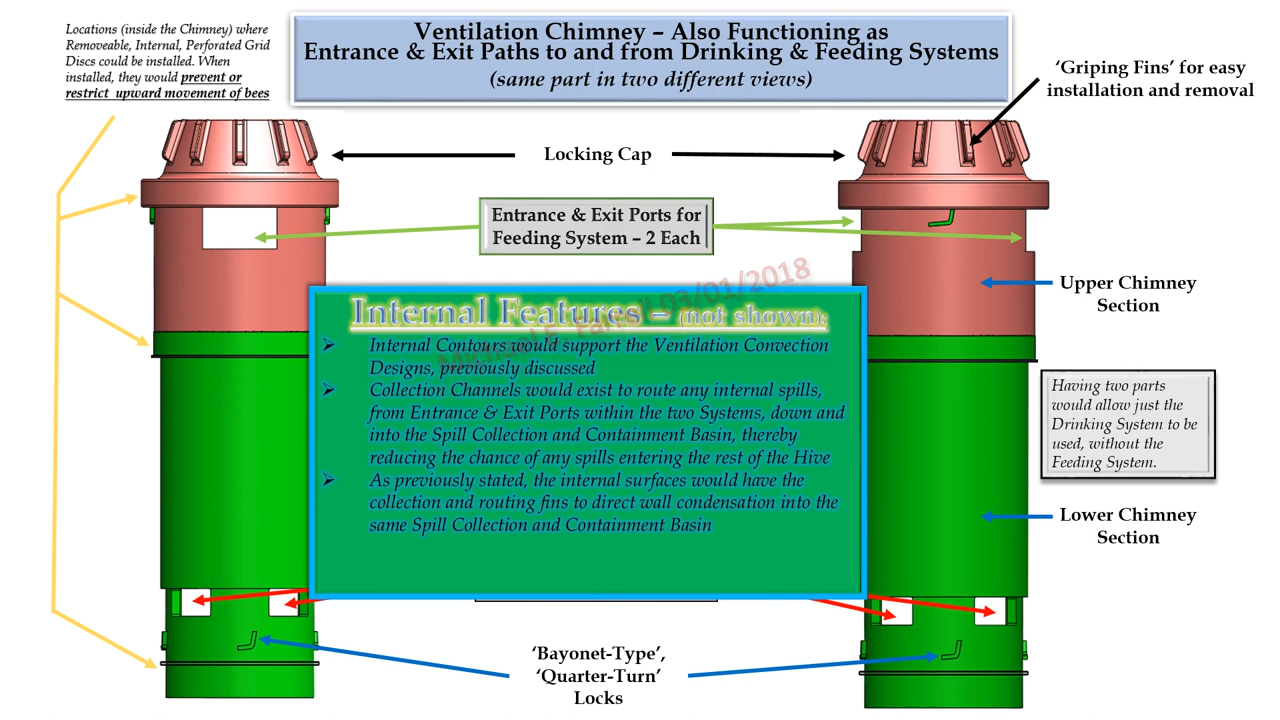 Locations (inside the Chimney) where
Removeable, Internal, Perforated Grid
Discs could be installed. When
installed, they would prevent or
restrict upward movement of bees
Ventilation Chimney – Also Functioning as
Entrance & Exit Paths to and from Drinking & Feeding Systems
(same part in two different views)
‘Griping Fins’ for easy
installation and removal
Locking Cap
Entrance & Exit Ports for
Feeding System – 2 Each
Upper Chimney
Section
Internal Features – (not shown):
➢ Internal Contours would support the Ventilation Convection
Designs, previously discussed
➢ Collection Channels would exist to route any internal spills,
from Entrance & Exit Ports within the two Systems, down and
into the Spill Collection and Containment Basin, thereby
reducing the chance of any spills entering the rest of the Hive
➢ As previously stated, the internal surfaces would have the
collection and routing fins to direct wall condensation into the
same Spill Collection and Containment Basin
Michael E. Farrell 03/01/2018
Having two parts
would allow just the
Drinking System to be
used, without the
Feeding System.
Lower Chimney
Section
‘Bayonet-Type’,
‘Quarter-Turn’
Locks